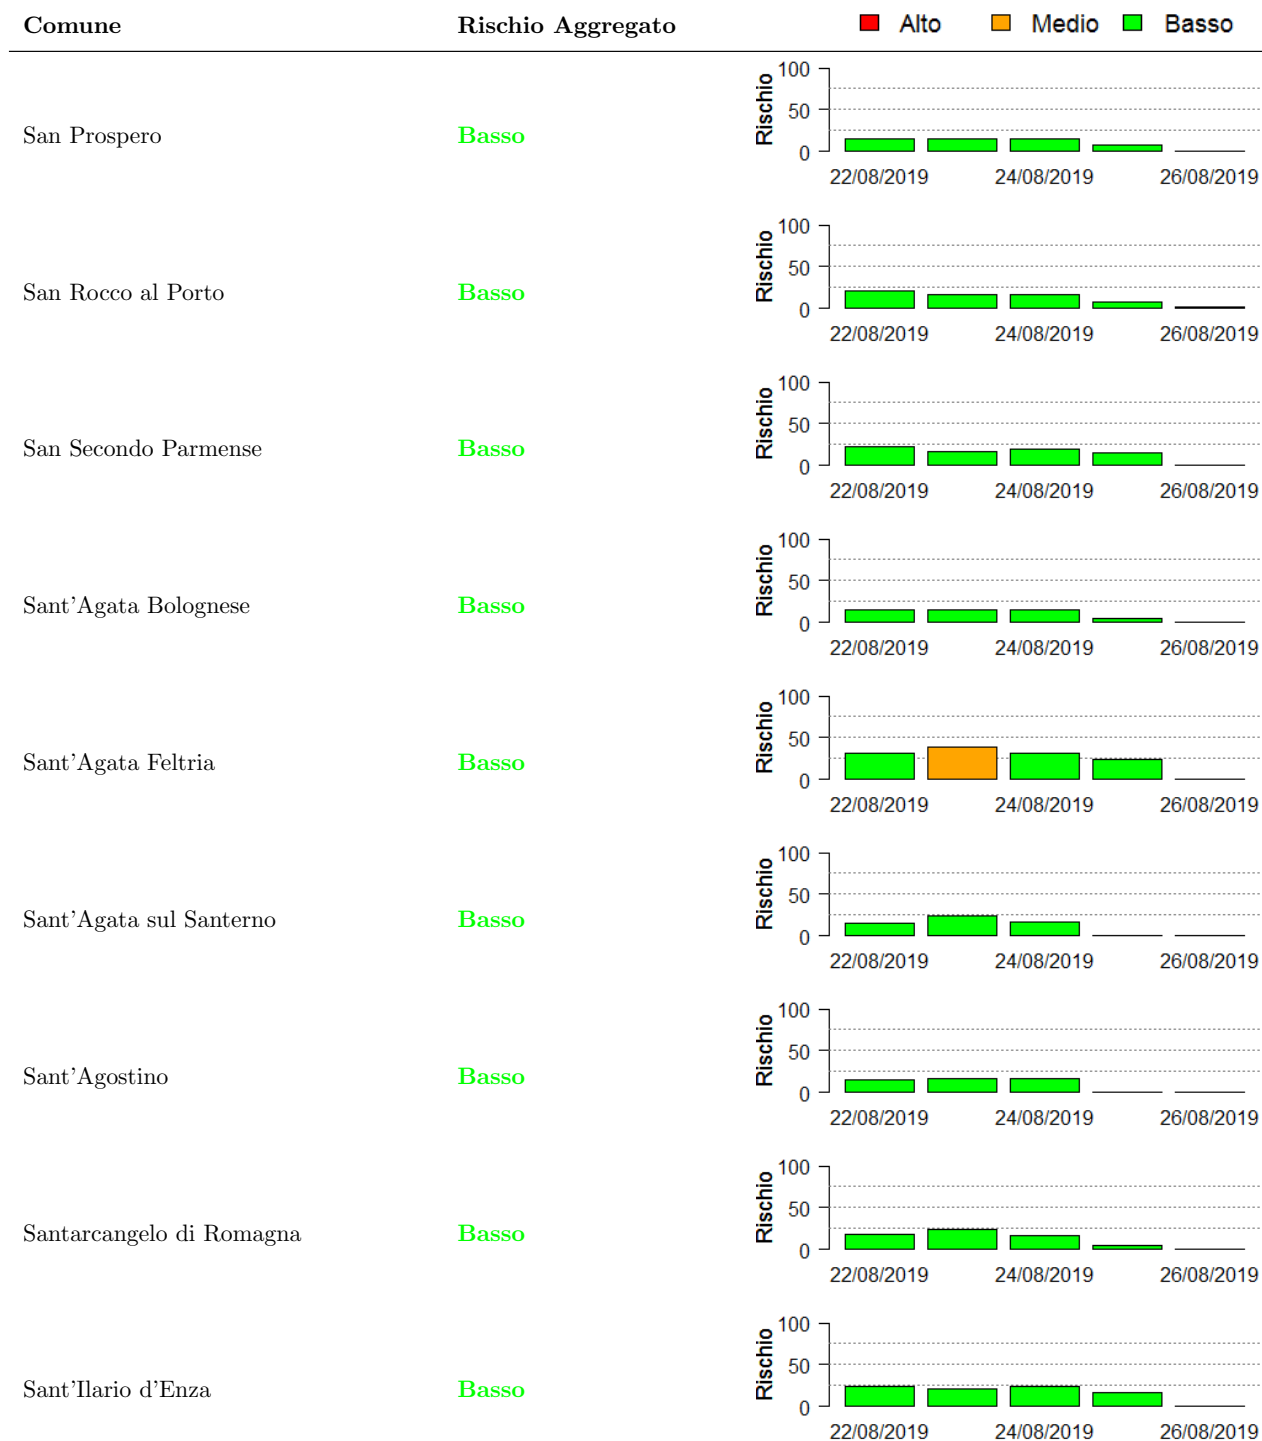 Comune Rischio Aggregato Alto Medio Basso
100
50
0
Rischio
San Prospero Basso
22/08/2019 24/08/2019 26/08/2019
100
50
0
Rischio
San Rocco al Porto Basso
22/08/2019 24/08/2019 26/08/2019
100
50
0
Rischio
San Secondo Parmense Basso
22/08/2019 24/08/2019 26/08/2019
100
50
0
Rischio
Sant'Agata Bolognese Basso
22/08/2019 24/08/2019 26/08/2019
100
50
0
Rischio
Sant'Agata Feltria Basso
22/08/2019 24/08/2019 26/08/2019
100
50
0
Rischio
Sant'Agata sul Santerno Basso
22/08/2019 24/08/2019 26/08/2019
100
50
0
Rischio
Sant'Agostino Basso
22/08/2019 24/08/2019 26/08/2019
100
50
0
Rischio
Santarcangelo di Romagna Basso
22/08/2019 24/08/2019 26/08/2019
100
50
0
Rischio
Sant'Ilario d'Enza Basso
22/08/2019 24/08/2019 26/08/2019